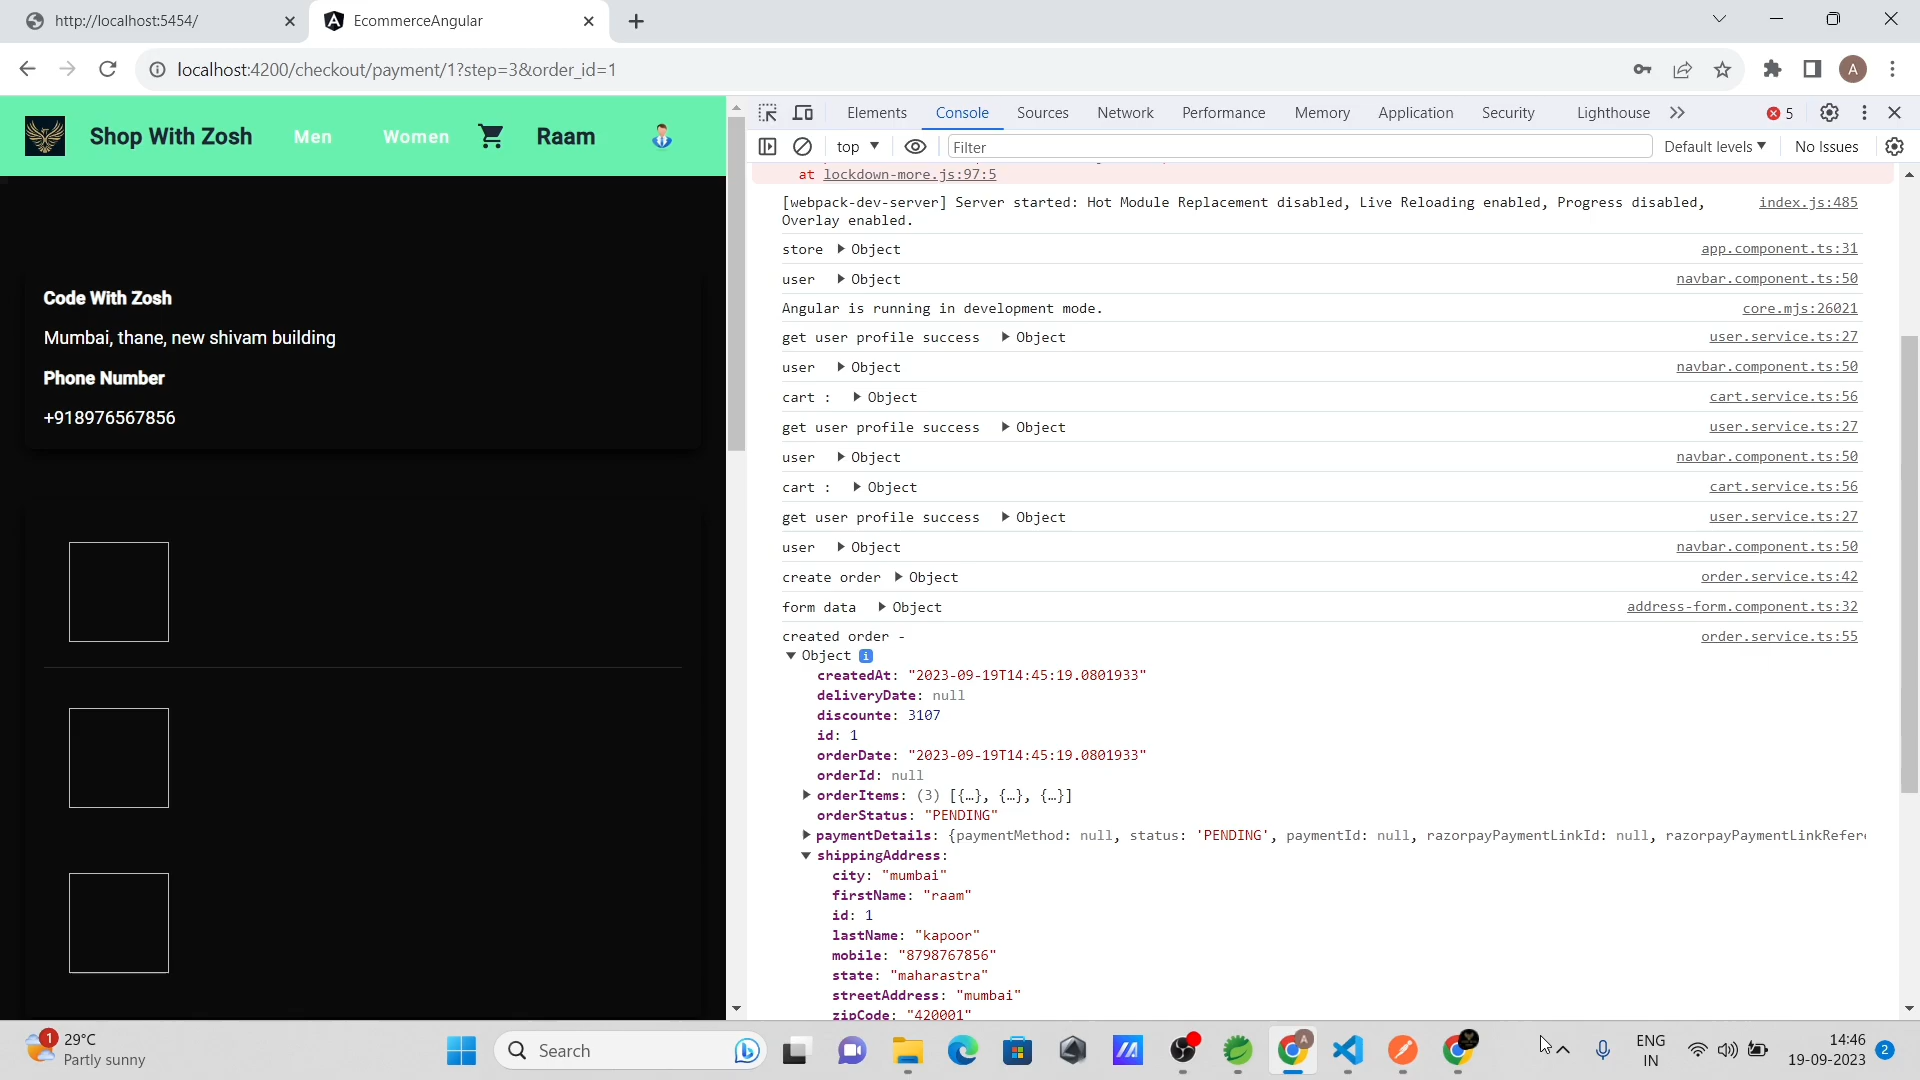 http://localhost:5454/
EcommerceAngular
localhost:4200/checkout/payment/1?step=3&order_id=1
A
Shop With Zosh
Men
Women
Raam
Code With Zosh
Mumbai, thane, new shivam building
Phone Number
+918976567856
Elements Console Sources Network Performance Memory Application Security Lighthouse 5
top Filter Default levels No Issues
at lockdown-more.js:97:5
[webpack-dev-server] Server started: Hot Module Replacement disabled, Live Reloading enabled, Progress disabled, index.js:485
Overlay enabled.
store Object app.component.ts:31
user Object navbar.component.ts:50
Angular is running in development mode. core.mjs:26021
get user profile success Object user.service.ts:27
user Object navbar.component.ts:50
cart : Object cart.service.ts:56
get user profile success Object user.service.ts:27
user Object navbar.component.ts:50
cart : Object cart.service.ts:56
get user profile success Object user.service.ts:27
user Object navbar.component.ts:50
create order Object order.service.ts:42
form data Object address-form.component.ts:32
created order - order.service.ts:55
Object i
createdAt: "2023-09-19T14:45:19.0801933"
deliveryDate: null
discounte: 3107
id: 1
orderDate: "2023-09-19T14:45:19.0801933"
orderId: null
orderItems: (3) [{…}, {…}, {…}]
orderStatus: "PENDING"
paymentDetails: {paymentMethod: null, status: 'PENDING', paymentId: null, razorpayPaymentLinkId: null, razorpayPaymentLinkRefere
shippingAddress:
city: "mumbai"
firstName: "raam"
id: 1
lastName: "kapoor"
mobile: "8798767856"
state: "maharastra"
streetAddress: "mumbai"
zipCode: "420001"
1
29°C
Partly sunny
Search
A
ENG
IN
14:46
19-09-2023
2